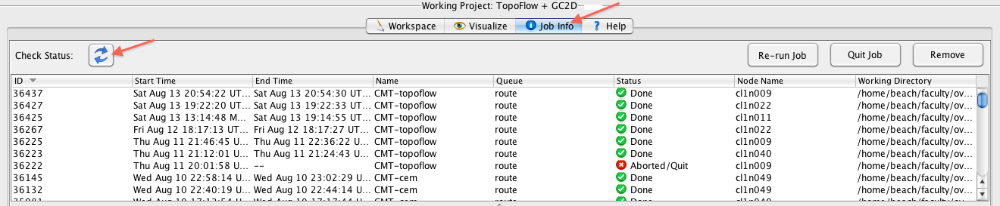 Working Project: TopoFlow + GC2D
Workspace Visualize Job Info ? Help
Check Status: Re-run Job Quit Job Remove
ID Start Time End Time Name Queue Status Node Name Working Directory
36437 Sat Aug 13 20:54:22 UT... Sat Aug 13 20:54:30 UT... CMT-topoflow route Done cl1n009 /home/beach/faculty/ov...
36427 Sat Aug 13 19:22:20 UT... Sat Aug 13 19:22:33 UT... CMT-topoflow route Done cl1n022 /home/beach/faculty/ov...
36425 Sat Aug 13 13:14:48 M... Sat Aug 13 19:14:55 UT... CMT-topoflow route Done cl1n011 /home/beach/faculty/ov...
36267 Fri Aug 12 18:17:13 UT... Fri Aug 12 18:17:27 UT... CMT-topoflow route Done cl1n022 /home/beach/faculty/ov...
36225 Thu Aug 11 21:46:45 U... Thu Aug 11 22:36:22 U... CMT-topoflow route Done cl1n009 /home/beach/faculty/ov...
36223 Thu Aug 11 21:12:01 U... Thu Aug 11 21:24:43 U... CMT-topoflow route Done cl1n040 /home/beach/faculty/ov...
36222 Thu Aug 11 20:01:58 U... -- CMT-topoflow route Aborted/Quit cl1n009 /home/beach/faculty/ov...
36145 Wed Aug 10 22:58:14 U... Wed Aug 10 23:02:29 U... CMT-cem route Done cl1n049 /home/beach/faculty/ov...
36132 Wed Aug 10 22:40:19 U... Wed Aug 10 22:44:14 U... CMT-cem route Done cl1n049 /home/beach/faculty/ov...